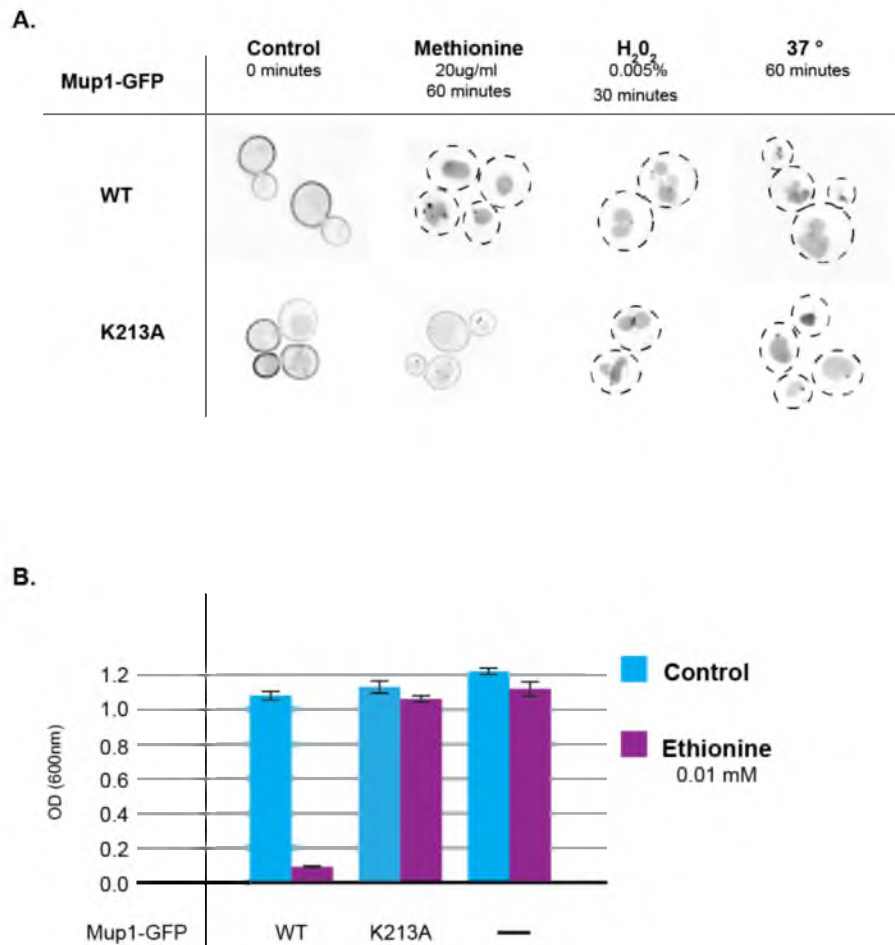 A.
Mup1-GFP
Control
0 minutes
Methionine
20ug/ml
60 minutes
H₂0₂
0.005%
30 minutes
37 °
60 minutes
WT
K213A
B.
OD (600nm)
1.2
1.0
0.8
0.6
0.4
0.2
0.0
Control
Ethionine
0.01 mM
Mup1-GFP WT K213A —